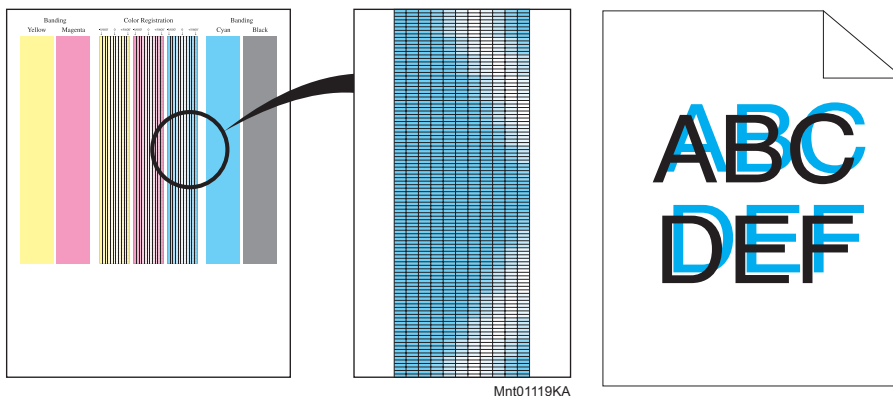 Banding Color Registration Banding
Yellow Magenta Cyan Black
ABC
DEF
Mnt01119KA